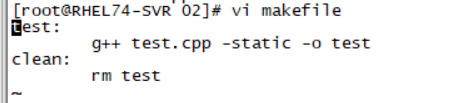 [root@RHEL74-SVR 02]# vi makefile
test:
        g++ test.cpp -static -o test
clean:
        rm test
~